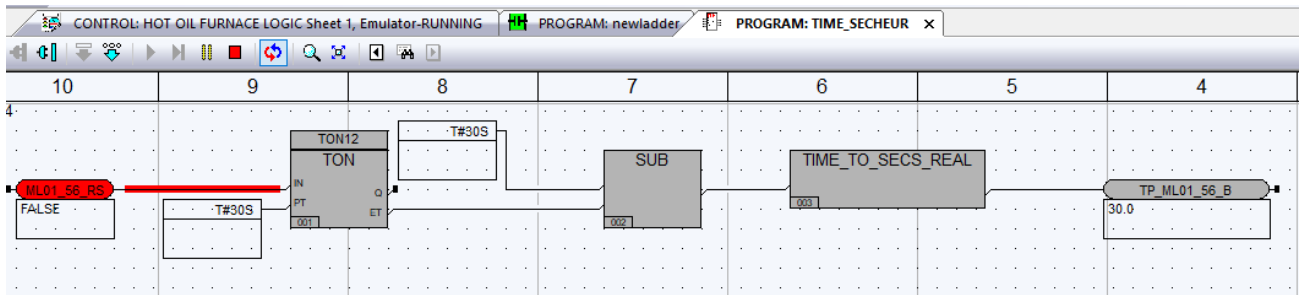 CONTROL: HOT OIL FURNACE LOGIC Sheet 1, Emulator-RUNNING PROGRAM: newladder PROGRAM: TIME_SECHEUR
10 9 8 7 6 5 4
4
TON12 T#30S
TON SUB TIME_TO_SECS_REAL
ML01_56_RS IN Q TP_ML01_56_B
FALSE T#30S PT ET 003 30.0
001 002